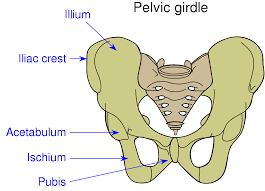 Pelvic girdle
Illium
Iliac crest
Acetabulum
Ischium
Pubis